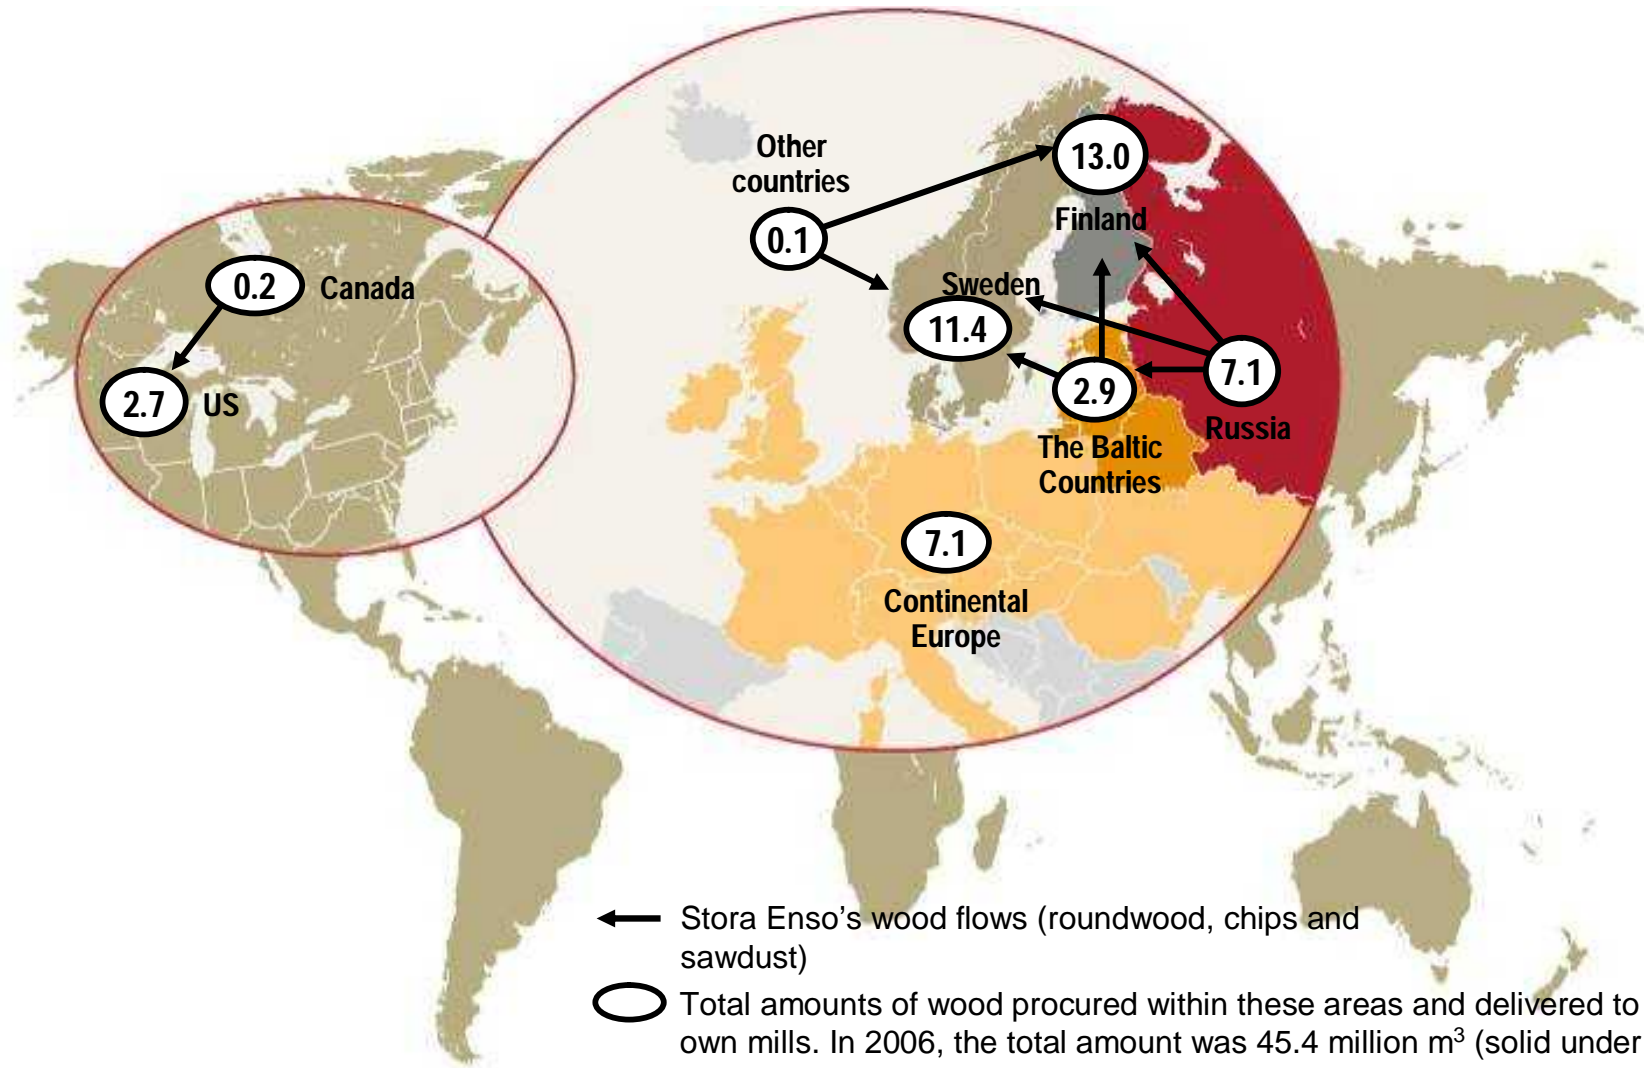 Other
countries
0.1
13.0
Finland
0.2
Canada
Sweden
11.4
2.7
US
2.9
7.1
Russia
The Baltic
Countries
7.1
Continental
Europe
Stora Enso’s wood flows (roundwood, chips and
sawdust)
Total amounts of wood procured within these areas and delivered to
own mills. In 2006, the total amount was 45.4 million m³ (solid under